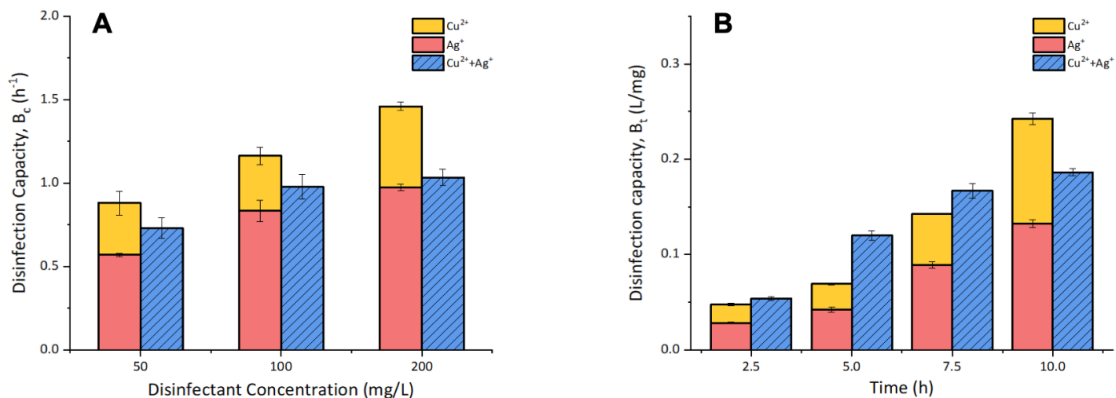 A
Cu²⁺
Ag⁺
Cu²⁺+Ag⁺
Disinfection Capacity, B_c (h⁻¹)
2.0
1.5
1.0
0.5
0.0
50
100
200
Disinfectant Concentration (mg/L)
B
Cu²⁺
Ag⁺
Cu²⁺+Ag⁺
Disinfection capacity, B_t (L/mg)
0.3
0.2
0.1
0.0
2.5
5.0
7.5
10.0
Time (h)